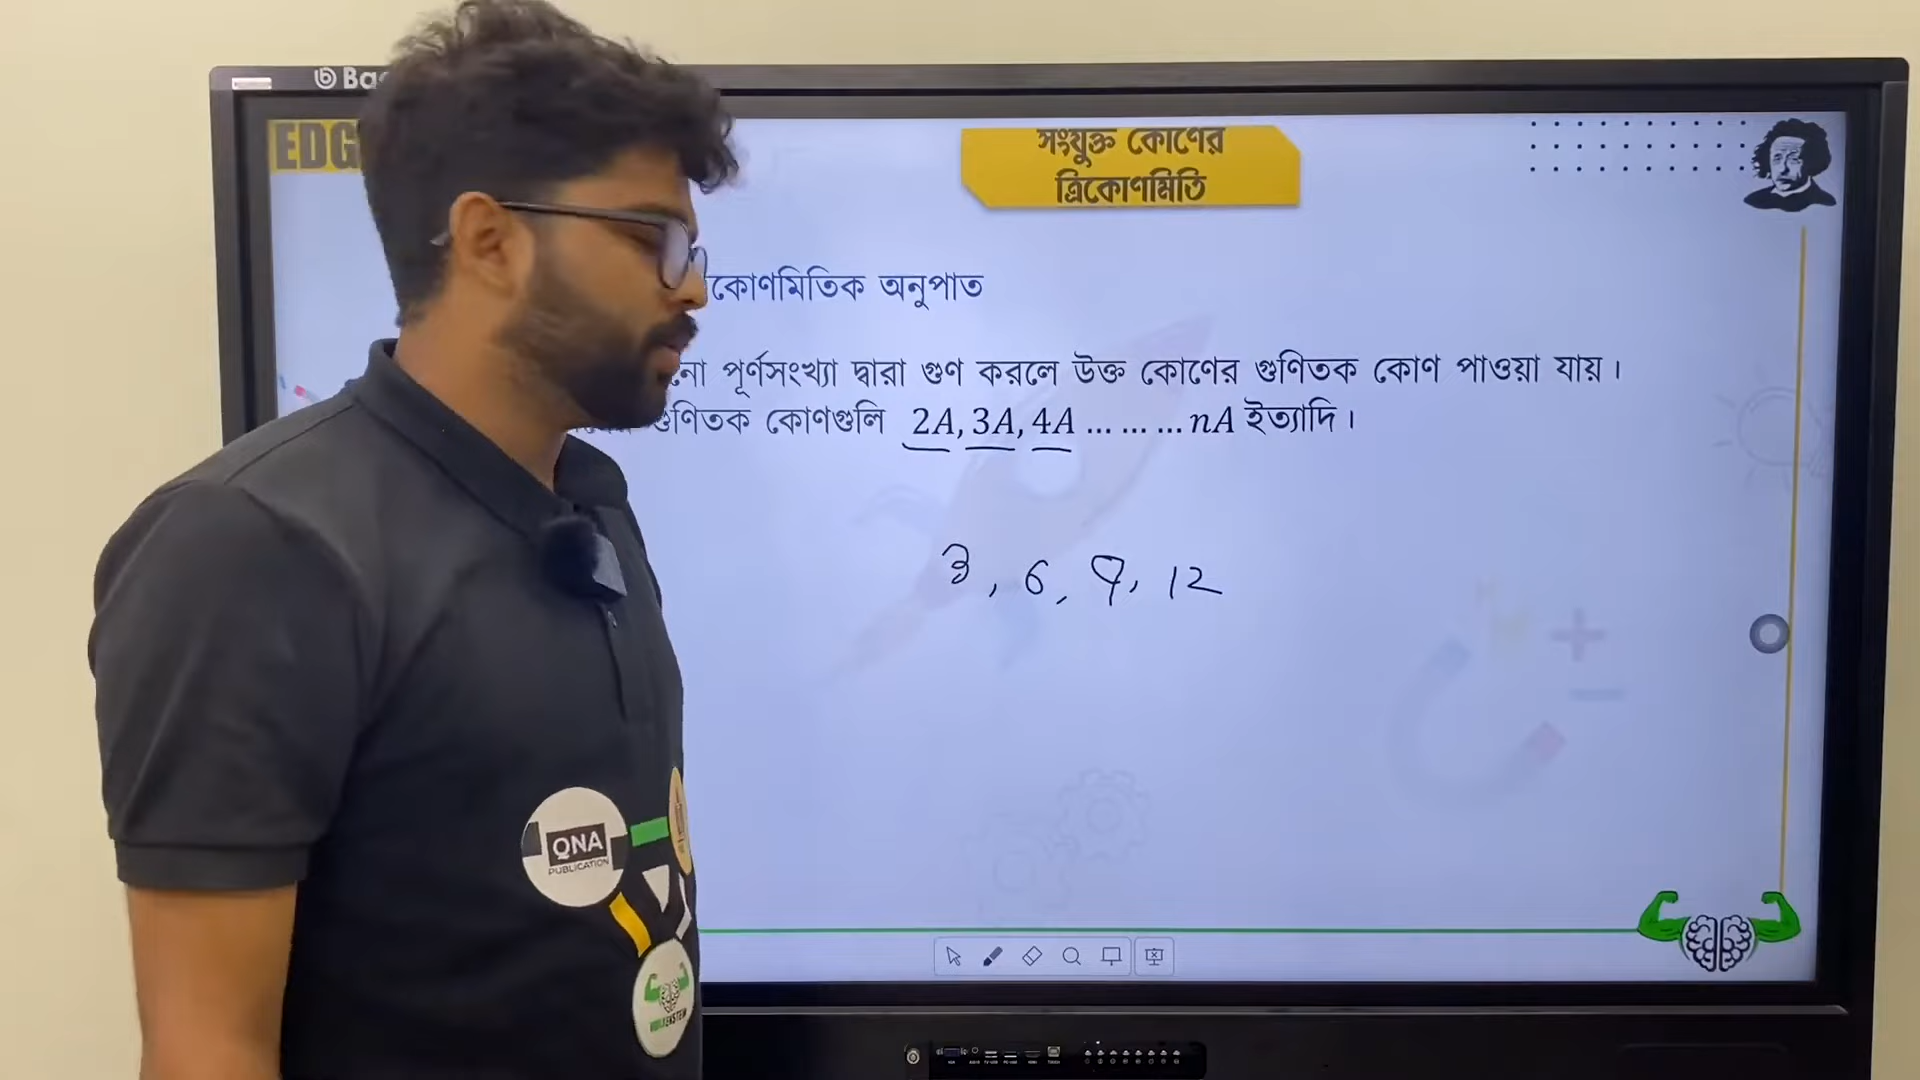 EDG
সংযুক্ত কোণের
ত্রিকোণমিতি
কোণমিতিক অনুপাত
নো পূর্ণসংখ্যা দ্বারা গুণ করলে উক্ত কোণের গুণিতক কোণ পাওয়া যায়।
গুণিতক কোণগুলি 2A, 3A, 4A ... ... ... nA ইত্যাদি।
3, 6, 9, 12
QNA
PUBLICATION